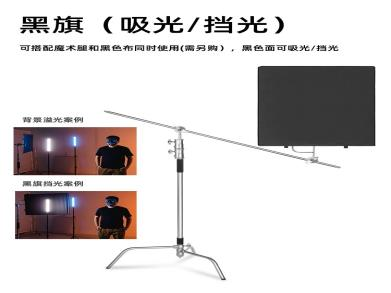 黑旗（吸光/挡光）
可搭配魔术腿和黑色布同时使用(需另购），黑色面可吸光/挡光
背景溢光案例
黑旗挡光案例